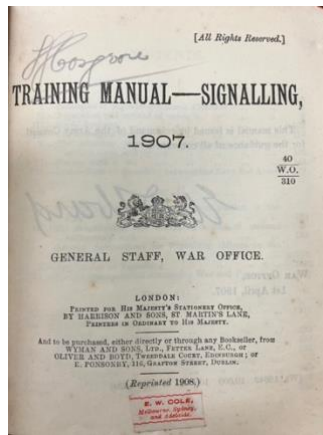 [All Rights Reserved.]
Cosgrove
TRAINING MANUAL—SIGNALLING,
1907.
40
W.O.
310
GENERAL STAFF, WAR OFFICE.
LONDON:
PRINTED FOR HIS MAJESTY'S STATIONERY OFFICE,
BY HARRISON AND SONS, ST. MARTIN'S LANE,
PRINTERS IN ORDINARY TO HIS MAJESTY.
And to be purchased, either directly or through any Bookseller, from
WYMAN AND SONS, LTD., FETTER LANE, E.C., or
OLIVER AND BOYD, TWEEDDALE COURT, EDINBURGH; or
E. PONSONBY, 116, GRAFTON STREET, DUBLIN.
(Reprinted 1908.)
E. W. COLE,
Melbourne, Sydney,
and Adelaide.